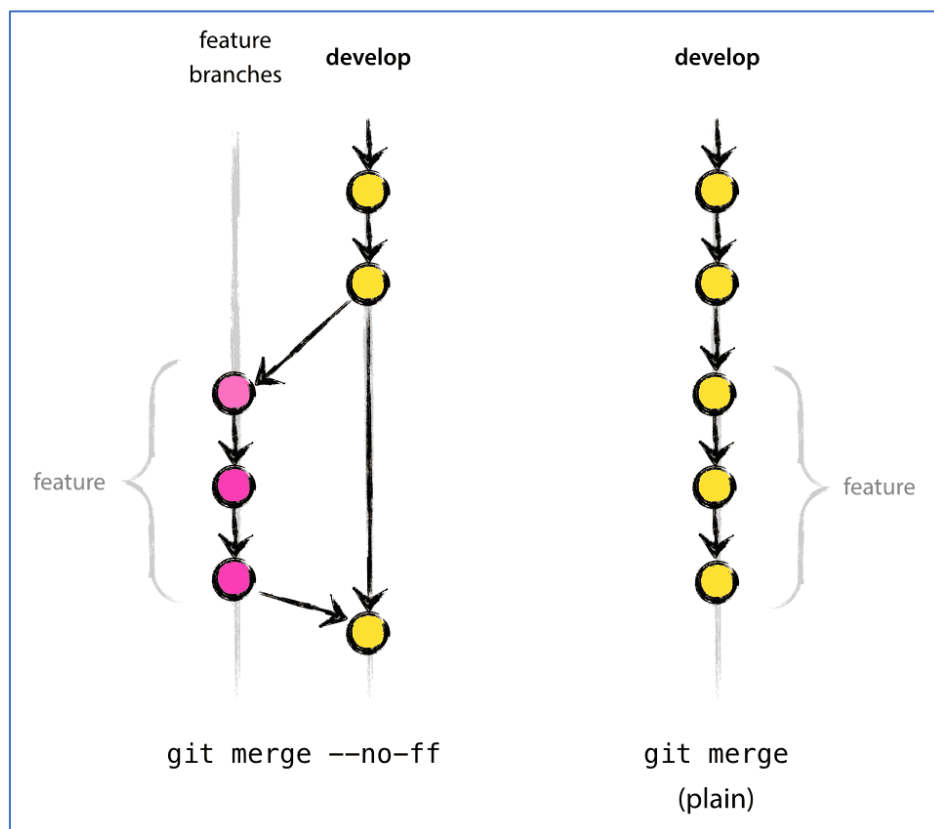 feature
branches
develop
develop
feature
feature
git merge --no-ff
git merge
(plain)